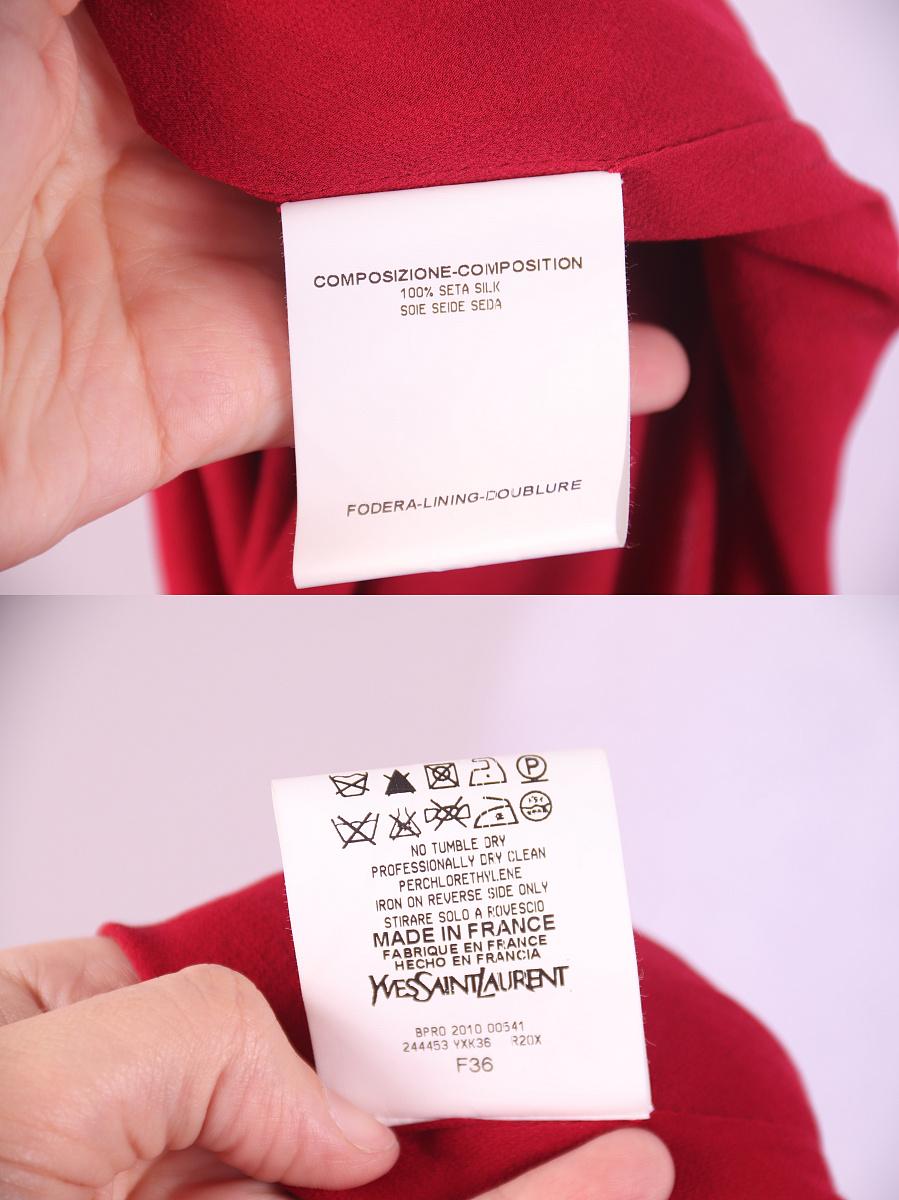 COMPOSIZIONE-COMPOSITION
100% SETA SILK
SOIE SEIDE SEDA
FODERA-LINING-DOUBLURE
P
NO TUMBLE DRY
PROFESSIONALLY DRY CLEAN
PERCHLORETHYLENE
IRON ON REVERSE SIDE ONLY
STIRARE SOLO A ROVESCIO
MADE IN FRANCE
FABRIQUE EN FRANCE
HECHO EN FRANCIA
YVESSAINTLAURENT
BPRO 2010 00541
244453 YXK36 R20X
F36